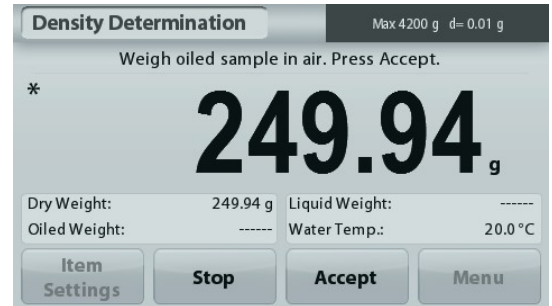 Density Determination
Max 4200 g d= 0.01 g
Weigh oiled sample in air. Press Accept.
*
249.94 g
Dry Weight: 249.94 g Liquid Weight: ------
Oiled Weight: ------ Water Temp.: 20.0 °C
Item Settings
Stop
Accept
Menu